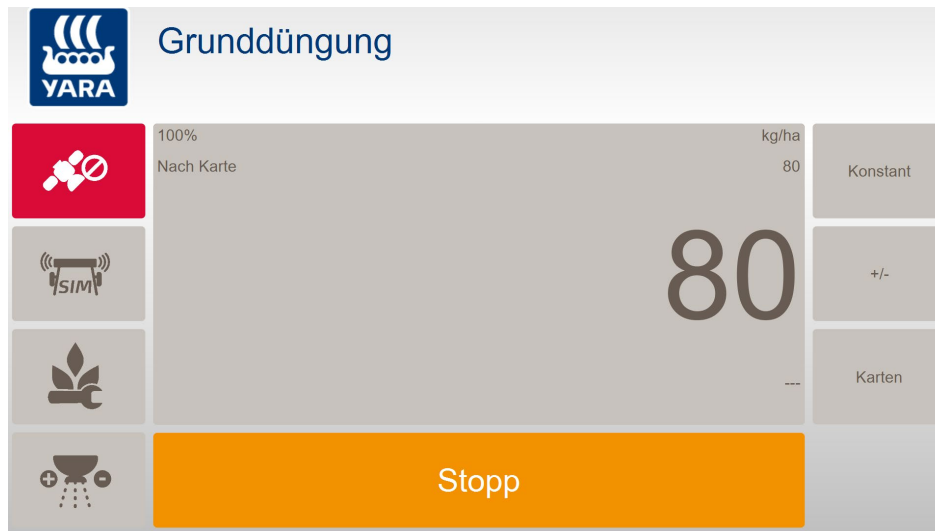 YARA
Grunddüngung
100%
kg/ha
Nach Karte
80
Konstant
80
SIM
+/-
---
Karten
Stopp